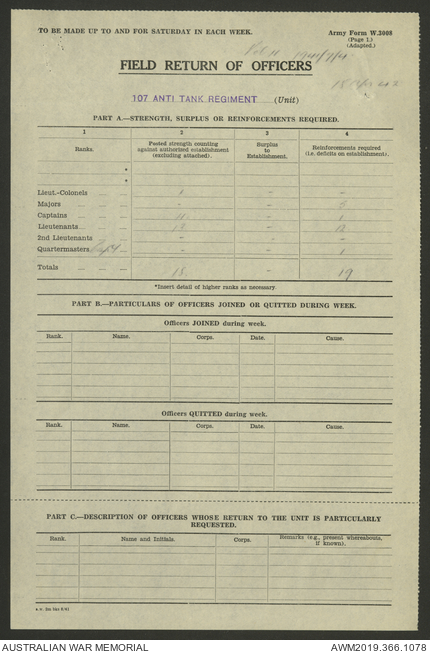 TO BE MADE UP TO AND FOR SATURDAY IN EACH WEEK.
Army Form W.3008
(Page 1.)
(Adapted.)
FIELD RETURN OF OFFICERS
107 ANTI TANK REGIMENT (Unit)
PART A.—STRENGTH, SURPLUS OR REINFORCEMENTS REQUIRED.
1 2 3 4
Ranks. Posted strength counting against authorised establishment (excluding attached). Surplus to Establishment. Reinforcements required (i.e. deficits on establishment).
*
*
Lieut.-Colonels – –
Majors – – 5
Captains – 1
Lieutenants – 12
2nd Lieutenants – – –
Quartermasters – – 1
Totals 18 – 19
*Insert detail of higher ranks as necessary.
PART B.—PARTICULARS OF OFFICERS JOINED OR QUITTED DURING WEEK.
Officers JOINED during week.
Rank. Name. Corps. Date. Cause.
Officers QUITTED during week.
Rank. Name. Corps. Date. Cause.
PART C.—DESCRIPTION OF OFFICERS WHOSE RETURN TO THE UNIT IS PARTICULARLY REQUESTED.
Rank. Name and Initials. Corps. Remarks (e.g., present whereabouts, if known).
AUSTRALIAN WAR MEMORIAL
AWM2019.366.1078